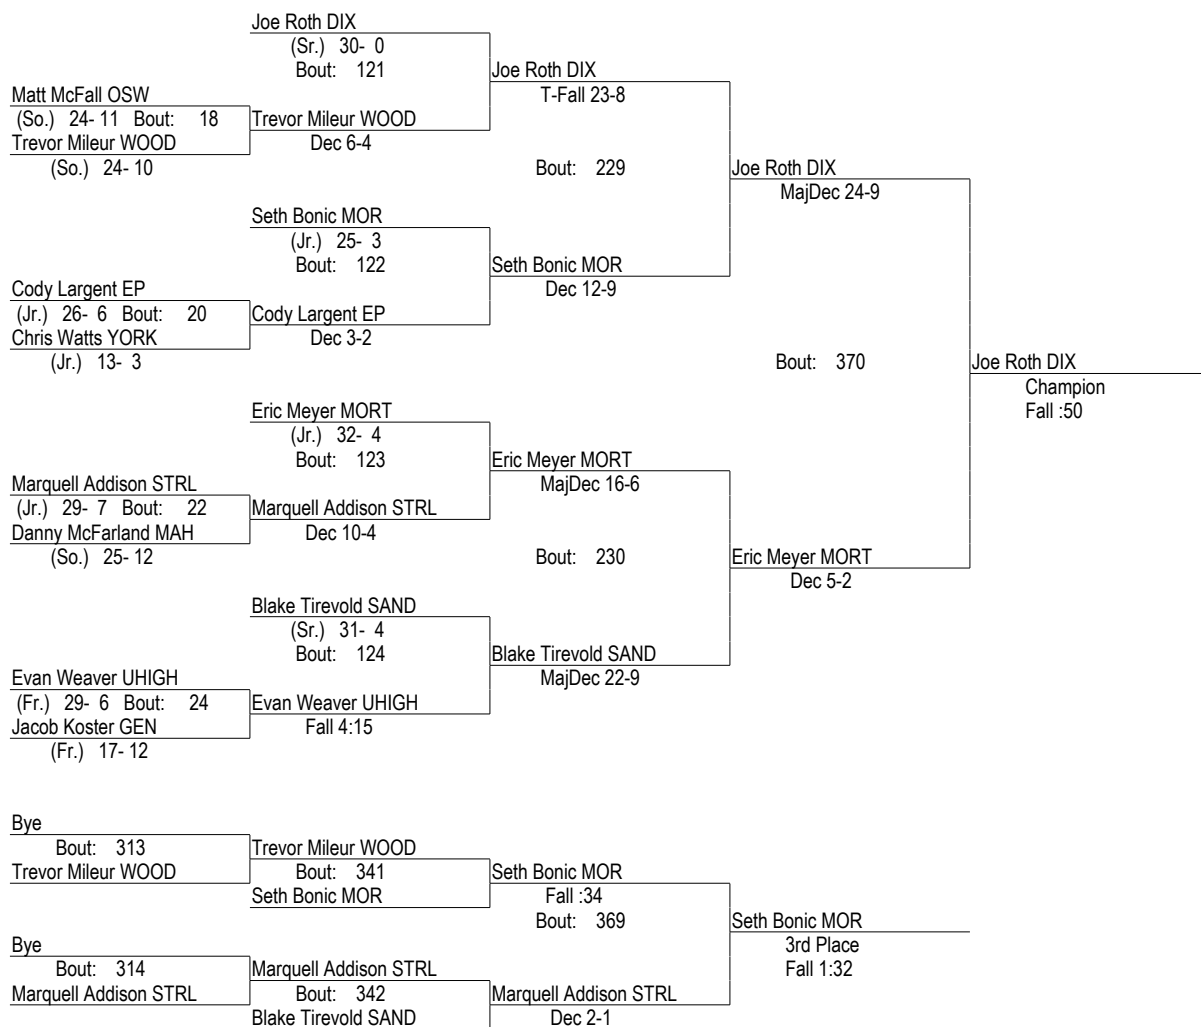 Joe Roth DIX
(Sr.) 30- 0
Bout: 121
Joe Roth DIX
T-Fall 23-8
Matt McFall OSW
(So.) 24- 11 Bout: 18
Trevor Mileur WOOD
Trevor Mileur WOOD
Dec 6-4
(So.) 24- 10
Bout: 229
Joe Roth DIX
MajDec 24-9
Seth Bonic MOR
(Jr.) 25- 3
Bout: 122
Seth Bonic MOR
Dec 12-9
Cody Largent EP
(Jr.) 26- 6 Bout: 20
Cody Largent EP
Chris Watts YORK
Dec 3-2
(Jr.) 13- 3
Bout: 370
Joe Roth DIX
Champion
Fall :50
Eric Meyer MORT
(Jr.) 32- 4
Bout: 123
Eric Meyer MORT
MajDec 16-6
Marquell Addison STRL
(Jr.) 29- 7 Bout: 22
Marquell Addison STRL
Danny McFarland MAH
Dec 10-4
(So.) 25- 12
Bout: 230
Eric Meyer MORT
Dec 5-2
Blake Tirevold SAND
(Sr.) 31- 4
Bout: 124
Blake Tirevold SAND
MajDec 22-9
Evan Weaver UHIGH
(Fr.) 29- 6 Bout: 24
Evan Weaver UHIGH
Jacob Koster GEN
Fall 4:15
(Fr.) 17- 12
Bye
Bout: 313
Trevor Mileur WOOD
Trevor Mileur WOOD
Bout: 341
Seth Bonic MOR
Seth Bonic MOR
Fall :34
Bout: 369
Seth Bonic MOR
3rd Place
Fall 1:32
Bye
Bout: 314
Marquell Addison STRL
Marquell Addison STRL
Bout: 342
Marquell Addison STRL
Blake Tirevold SAND
Dec 2-1